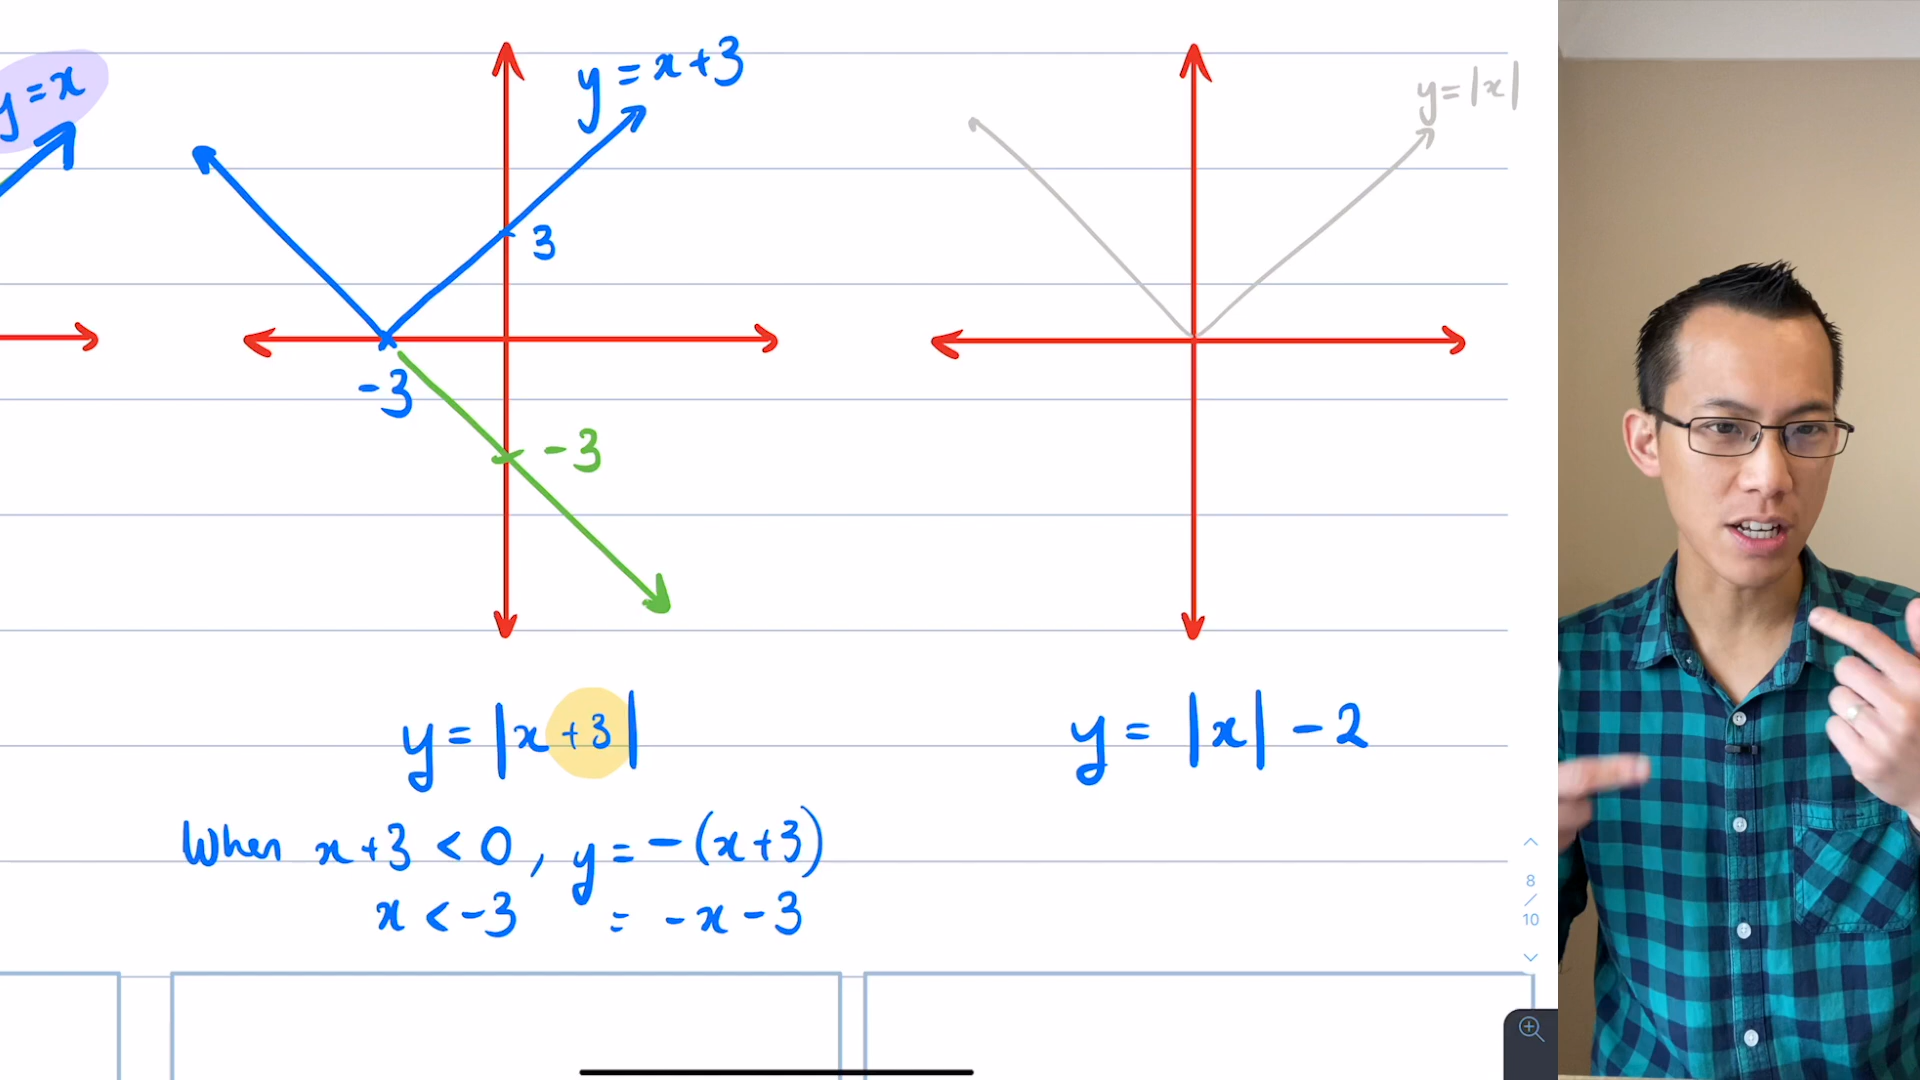 y=x
y=x+3
3
-3
-3
y=|x+3|
When x+3<0, y=-(x+3)
x<-3 = -x-3
y=|x|
y=|x|-2
8
/
10